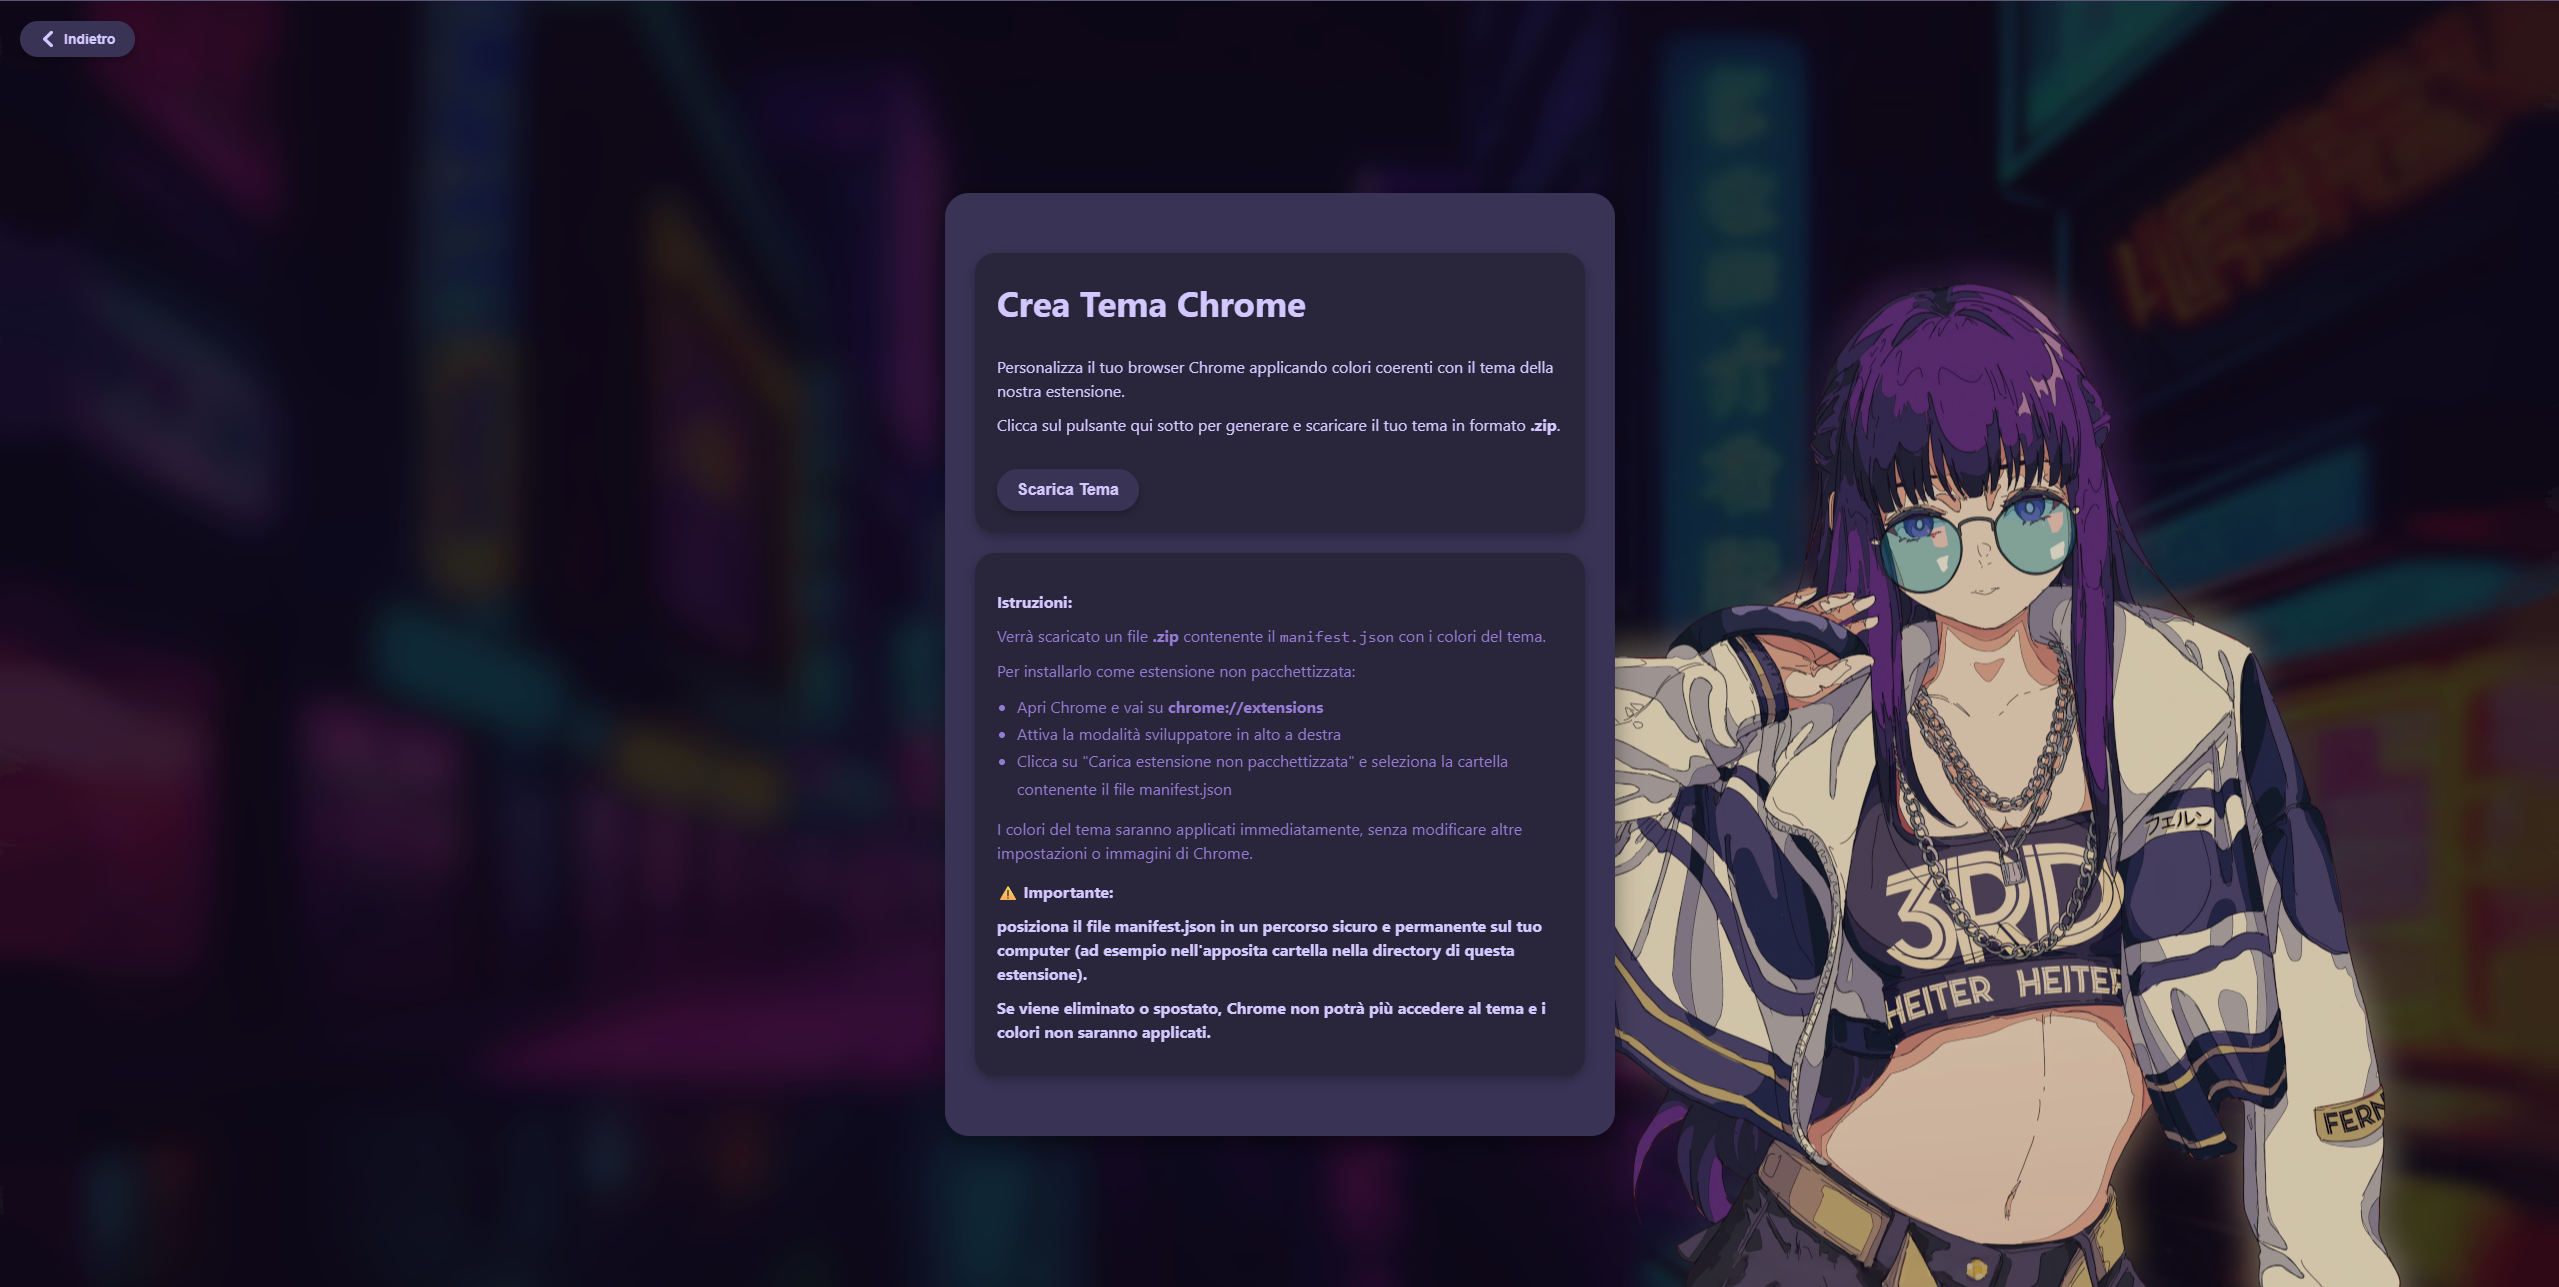 Indietro
Crea Tema Chrome
Personalizza il tuo browser Chrome applicando colori coerenti con il tema della
nostra estensione.
Clicca sul pulsante qui sotto per generare e scaricare il tuo tema in formato .zip.
Scarica Tema
Istruzioni:
Verrà scaricato un file .zip contenente il manifest.json con i colori del tema.
Per installarlo come estensione non pacchettizzata:
• Apri Chrome e vai su chrome://extensions
• Attiva la modalità sviluppatore in alto a destra
• Clicca su "Carica estensione non pacchettizzata" e seleziona la cartella
contenente il file manifest.json
I colori del tema saranno applicati immediatamente, senza modificare altre
impostazioni o immagini di Chrome.
⚠️ Importante:
posiziona il file manifest.json in un percorso sicuro e permanente sul tuo
computer (ad esempio nell'apposita cartella nella directory di questa
estensione).
Se viene eliminato o spostato, Chrome non potrà più accedere al tema e i
colori non saranno applicati.
フェルン
3RD
HEITER HEITER
FERN